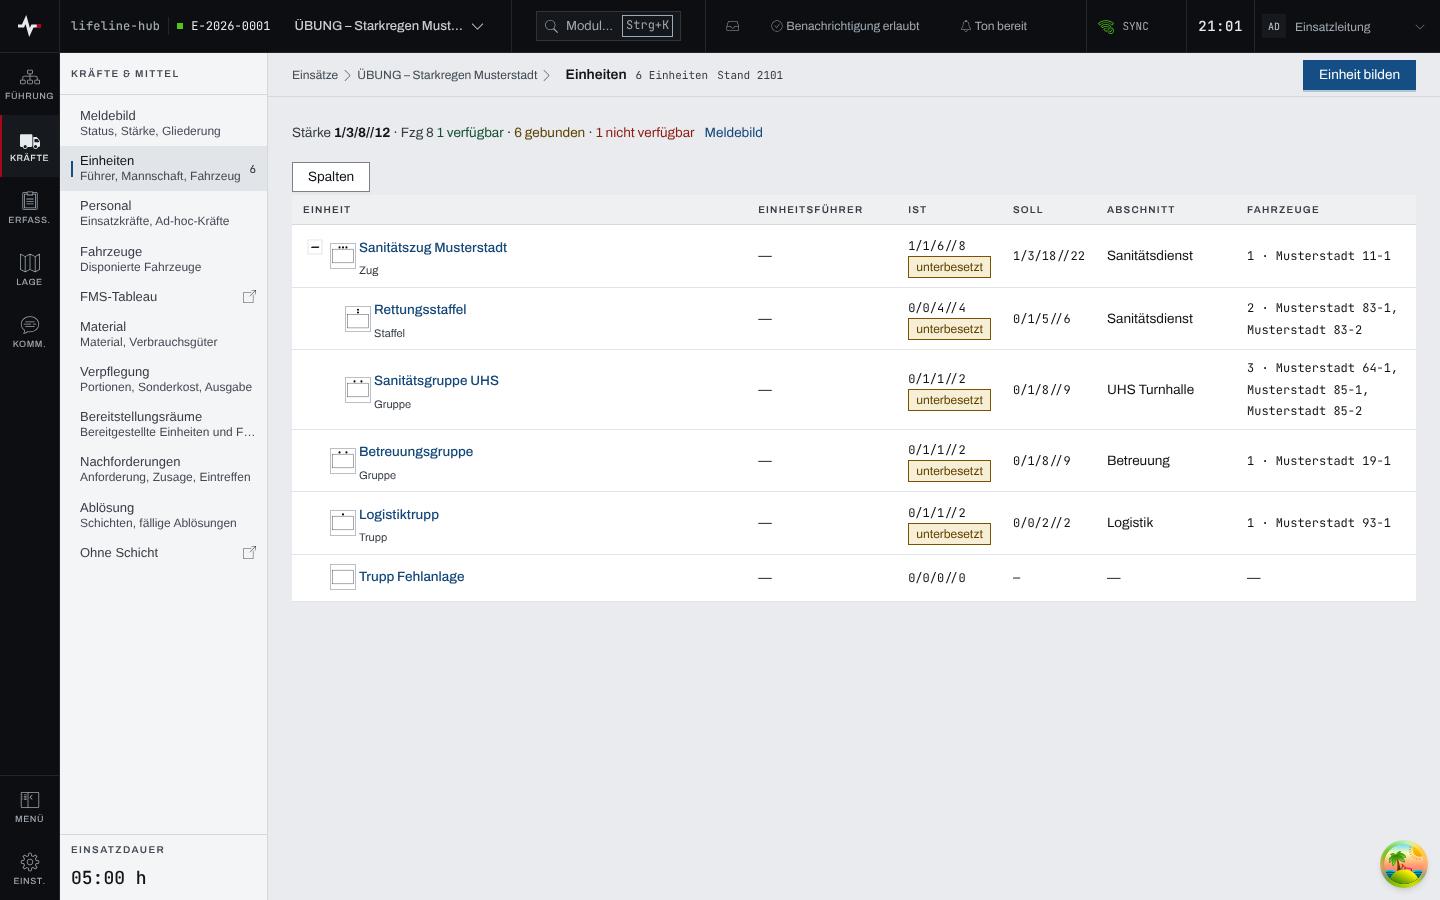 lifeline-hub E-2026-0001 ÜBUNG – Starkregen Must... Modul... Strg+K Benachrichtigung erlaubt Ton bereit SYNC 21:01 AD Einsatzleitung
FÜHRUNG
KRÄFTE
ERFASS.
LAGE
KOMM.
MENÜ
EINST.
KRÄFTE & MITTEL
Meldebild
Status, Stärke, Gliederung
Einheiten
Führer, Mannschaft, Fahrzeug 6
Personal
Einsatzkräfte, Ad-hoc-Kräfte
Fahrzeuge
Disponierte Fahrzeuge
FMS-Tableau
Material
Material, Verbrauchsgüter
Verpflegung
Portionen, Sonderkost, Ausgabe
Bereitstellungsräume
Bereitgestellte Einheiten und F...
Nachforderungen
Anforderung, Zusage, Eintreffen
Ablösung
Schichten, fällige Ablösungen
Ohne Schicht
EINSATZDAUER
05:00 h
Einsätze ÜBUNG – Starkregen Musterstadt Einheiten 6 Einheiten Stand 2101 Einheit bilden
Stärke 1/3/8//12 · Fzg 8 1 verfügbar · 6 gebunden · 1 nicht verfügbar Meldebild
Spalten
EINHEIT EINHEITSFÜHRER IST SOLL ABSCHNITT FAHRZEUGE
Sanitätszug Musterstadt
Zug
— 1/1/6//8
unterbesetzt
1/3/18//22 Sanitätsdienst 1 · Musterstadt 11-1
Rettungsstaffel
Staffel
— 0/0/4//4
unterbesetzt
0/1/5//6 Sanitätsdienst 2 · Musterstadt 83-1,
Musterstadt 83-2
Sanitätsgruppe UHS
Gruppe
— 0/1/1//2
unterbesetzt
0/1/8//9 UHS Turnhalle 3 · Musterstadt 64-1,
Musterstadt 85-1,
Musterstadt 85-2
Betreuungsgruppe
Gruppe
— 0/1/1//2
unterbesetzt
0/1/8//9 Betreuung 1 · Musterstadt 19-1
Logistiktrupp
Trupp
— 0/1/1//2
unterbesetzt
0/0/2//2 Logistik 1 · Musterstadt 93-1
Trupp Fehlanlage — 0/0/0//0 – — —